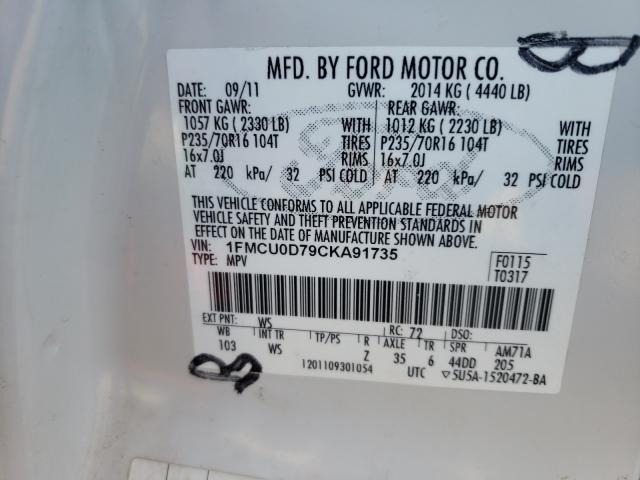 MFD. BY FORD MOTOR CO.
DATE: 09/11 GVWR: 2014 KG ( 4440 LB)
FRONT GAWR: REAR GAWR:
1057 KG ( 2330 LB) WITH 1012 KG ( 2230 LB) WITH
P235/70R16 104T TIRES P235/70R16 104T TIRES
16x7.0J RIMS 16x7.0J RIMS
AT 220 kPa/ 32 PSI COLD AT 220 kPa/ 32 PSI COLD
THIS VEHICLE CONFORMS TO ALL APPLICABLE FEDERAL MOTOR
VEHICLE SAFETY AND THEFT PREVENTION STANDARDS IN
EFFECT ON THE DATE OF MANUFACTURE SHOWN ABOVE.
VIN: 1FMCU0D79CKA91735
TYPE: MPV
F0115
T0317
EXT PNT: WS RC: 72 DSO:
WB INT TR TP/PS R AXLE TR SPR AM71A
103 WS Z 35 6 44DD 205
1201109301054 UTC ▽5U5A-1520472-BA